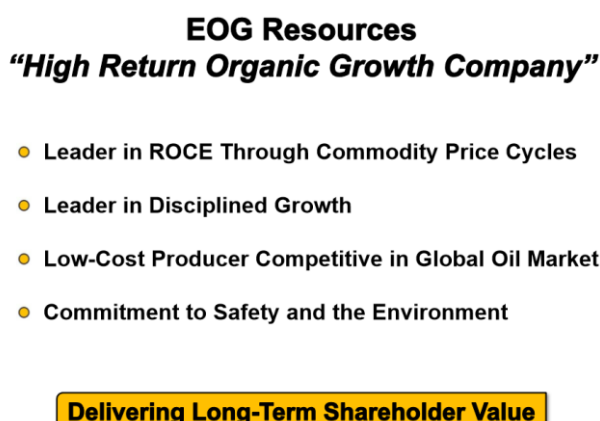 EOG Resources
“High Return Organic Growth Company”
Leader in ROCE Through Commodity Price Cycles
Leader in Disciplined Growth
Low-Cost Producer Competitive in Global Oil Market
Commitment to Safety and the Environment
Delivering Long-Term Shareholder Value